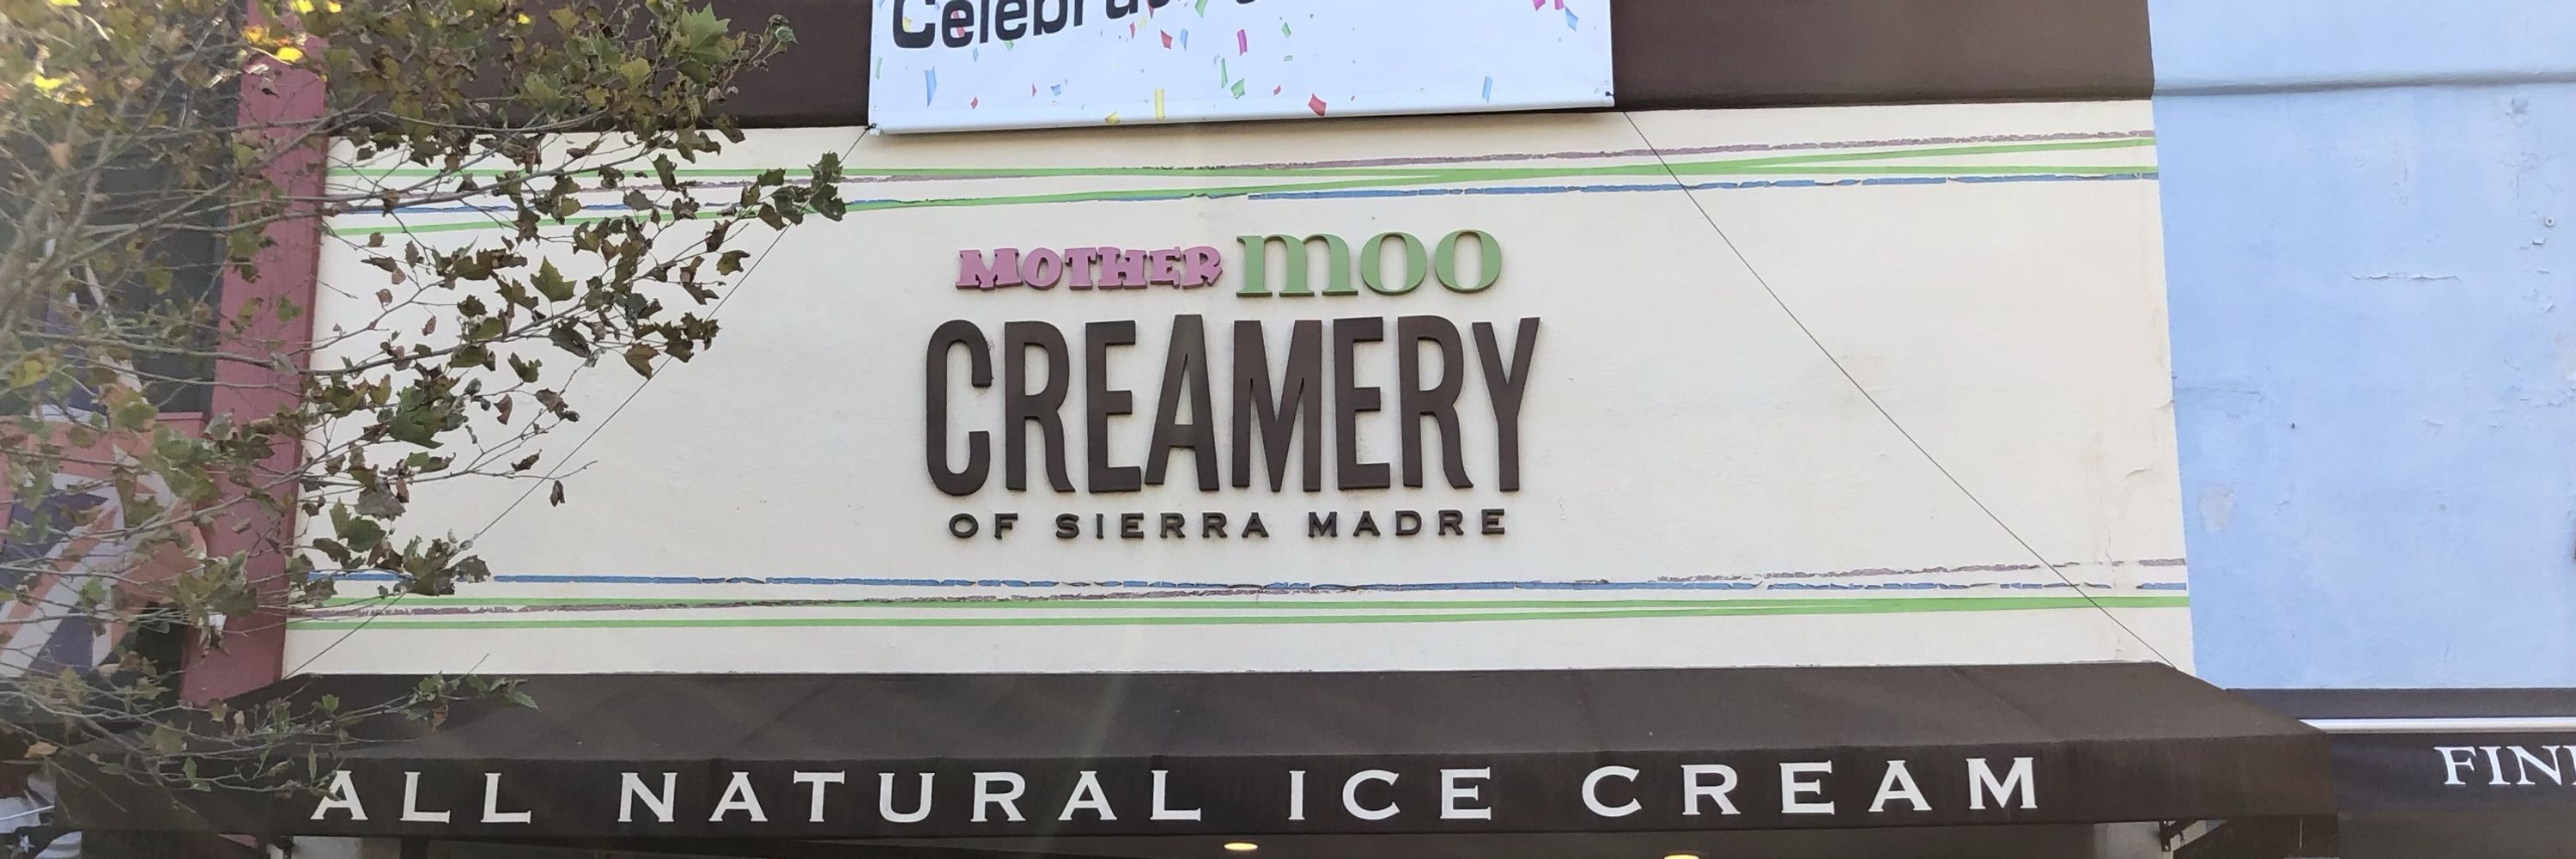 MOTHER moo
CREAMERY
OF SIERRA MADRE
ALL NATURAL ICE CREAM